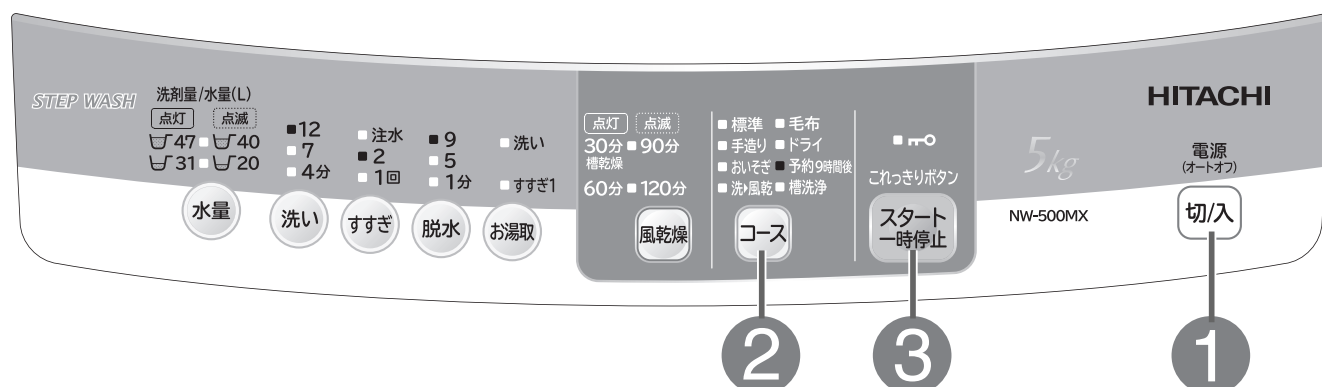 STEP WASH
洗剤量/水量(L)
点灯 点滅
47 40
31 20
水量
12
7
4分
洗い
注水
2
1回
すすぎ
9
5
1分
脱水
洗い
すすぎ1
お湯取
点灯 点滅
30分 90分
槽乾燥
60分 120分
風乾燥
標準 毛布
手造り ドライ
おいそぎ 予約9時間後
洗▶風乾 槽洗浄
コース
これっきりボタン
スタート
一時停止
5kg
NW-500MX
HITACHI
電源
(オートオフ)
切/入
2
3
1